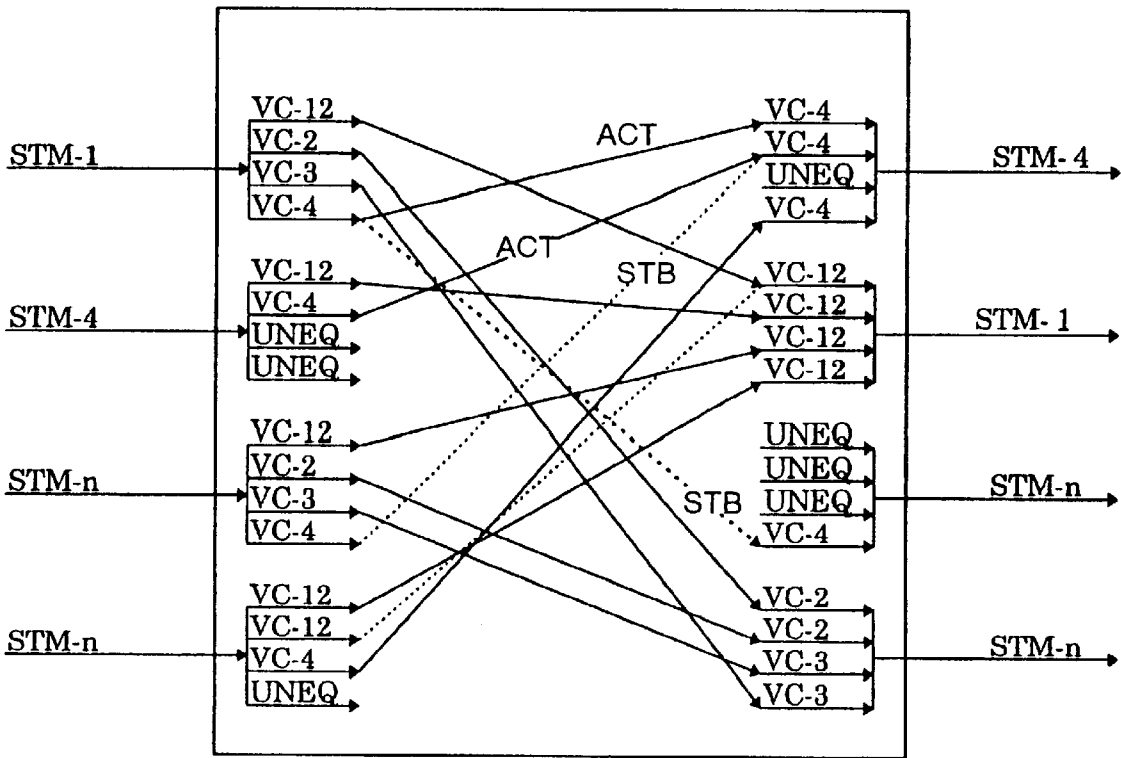 STM-1
VC-12
VC-2
VC-3
VC-4
STM-4
VC-12
VC-4
UNEQ
UNEQ
STM-n
VC-12
VC-2
VC-3
VC-4
STM-n
VC-12
VC-12
VC-4
UNEQ
ACT
ACT
STB
STB
VC-4
VC-4
UNEQ
VC-4
STM- 4
VC-12
VC-12
VC-12
VC-12
STM- 1
UNEQ
UNEQ
UNEQ
VC-4
STM-n
VC-2
VC-2
VC-3
VC-3
STM-n